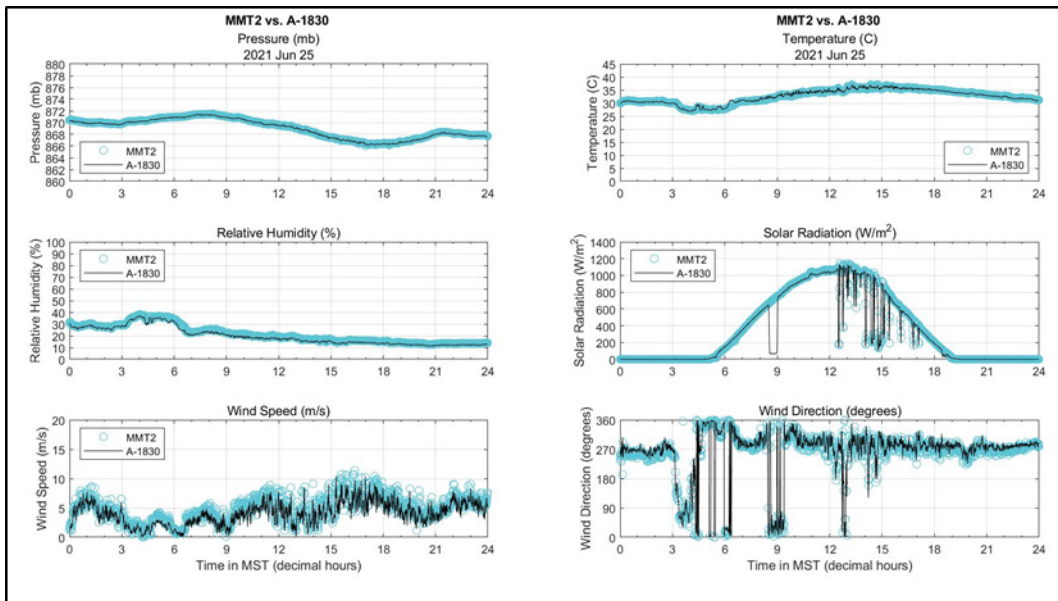 MMT2 vs. A-1830
Pressure (mb)
2021 Jun 25
Pressure (mb)
880
878
876
874
872
870
868
866
864
862
860
MMT2
A-1830
0 3 6 9 12 15 18 21 24
Relative Humidity (%)
Relative Humidity (%)
100
90
80
70
60
50
40
30
20
10
0
MMT2
A-1830
0 3 6 9 12 15 18 21 24
Wind Speed (m/s)
Wind Speed (m/s)
20
15
10
5
0
MMT2
A-1830
0 3 6 9 12 15 18 21 24
Time in MST (decimal hours)
MMT2 vs. A-1830
Temperature (C)
2021 Jun 25
Temperature (C)
45
40
35
30
25
20
15
10
5
0
MMT2
A-1830
0 3 6 9 12 15 18 21 24
Solar Radiation (W/m²)
Solar Radiation (W/m²)
1400
1200
1000
800
600
400
200
0
MMT2
A-1830
0 3 6 9 12 15 18 21 24
Wind Direction (degrees)
Wind Direction (degrees)
360
270
180
90
0
0 3 6 9 12 15 18 21 24
Time in MST (decimal hours)